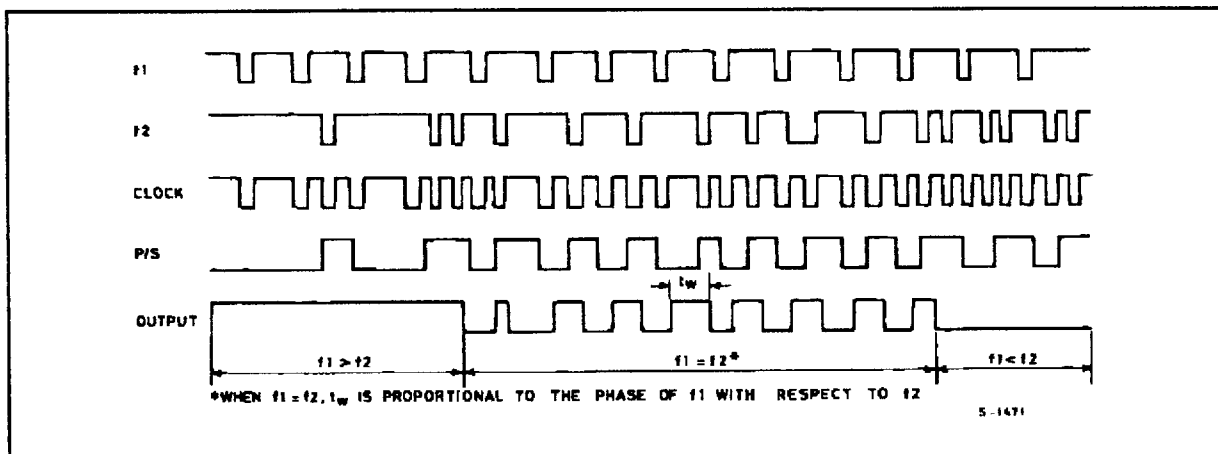 f1
f2
CLOCK
P/S
tw
OUTPUT
f1 > f2
f1 = f2*
f1 < f2
*WHEN f1 = f2, tw IS PROPORTIONAL TO THE PHASE OF f1 WITH RESPECT TO f2
S-1471